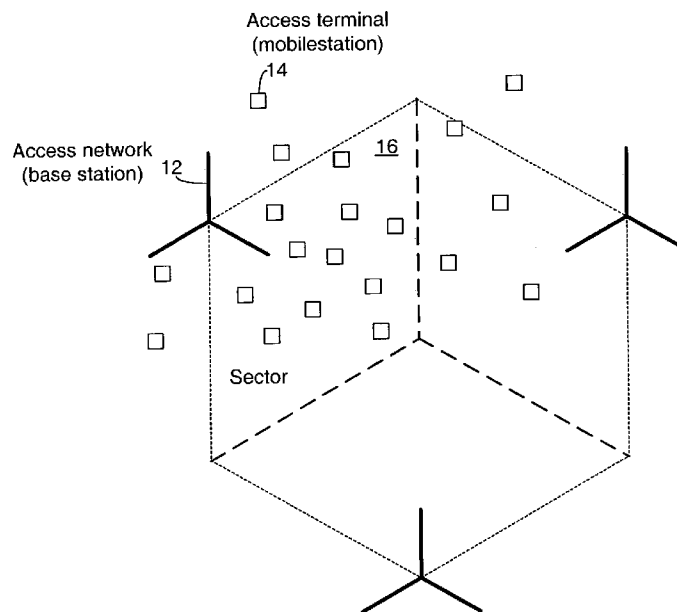 Access terminal
(mobilestation)
14
16
Access network
(base station)
12
Sector